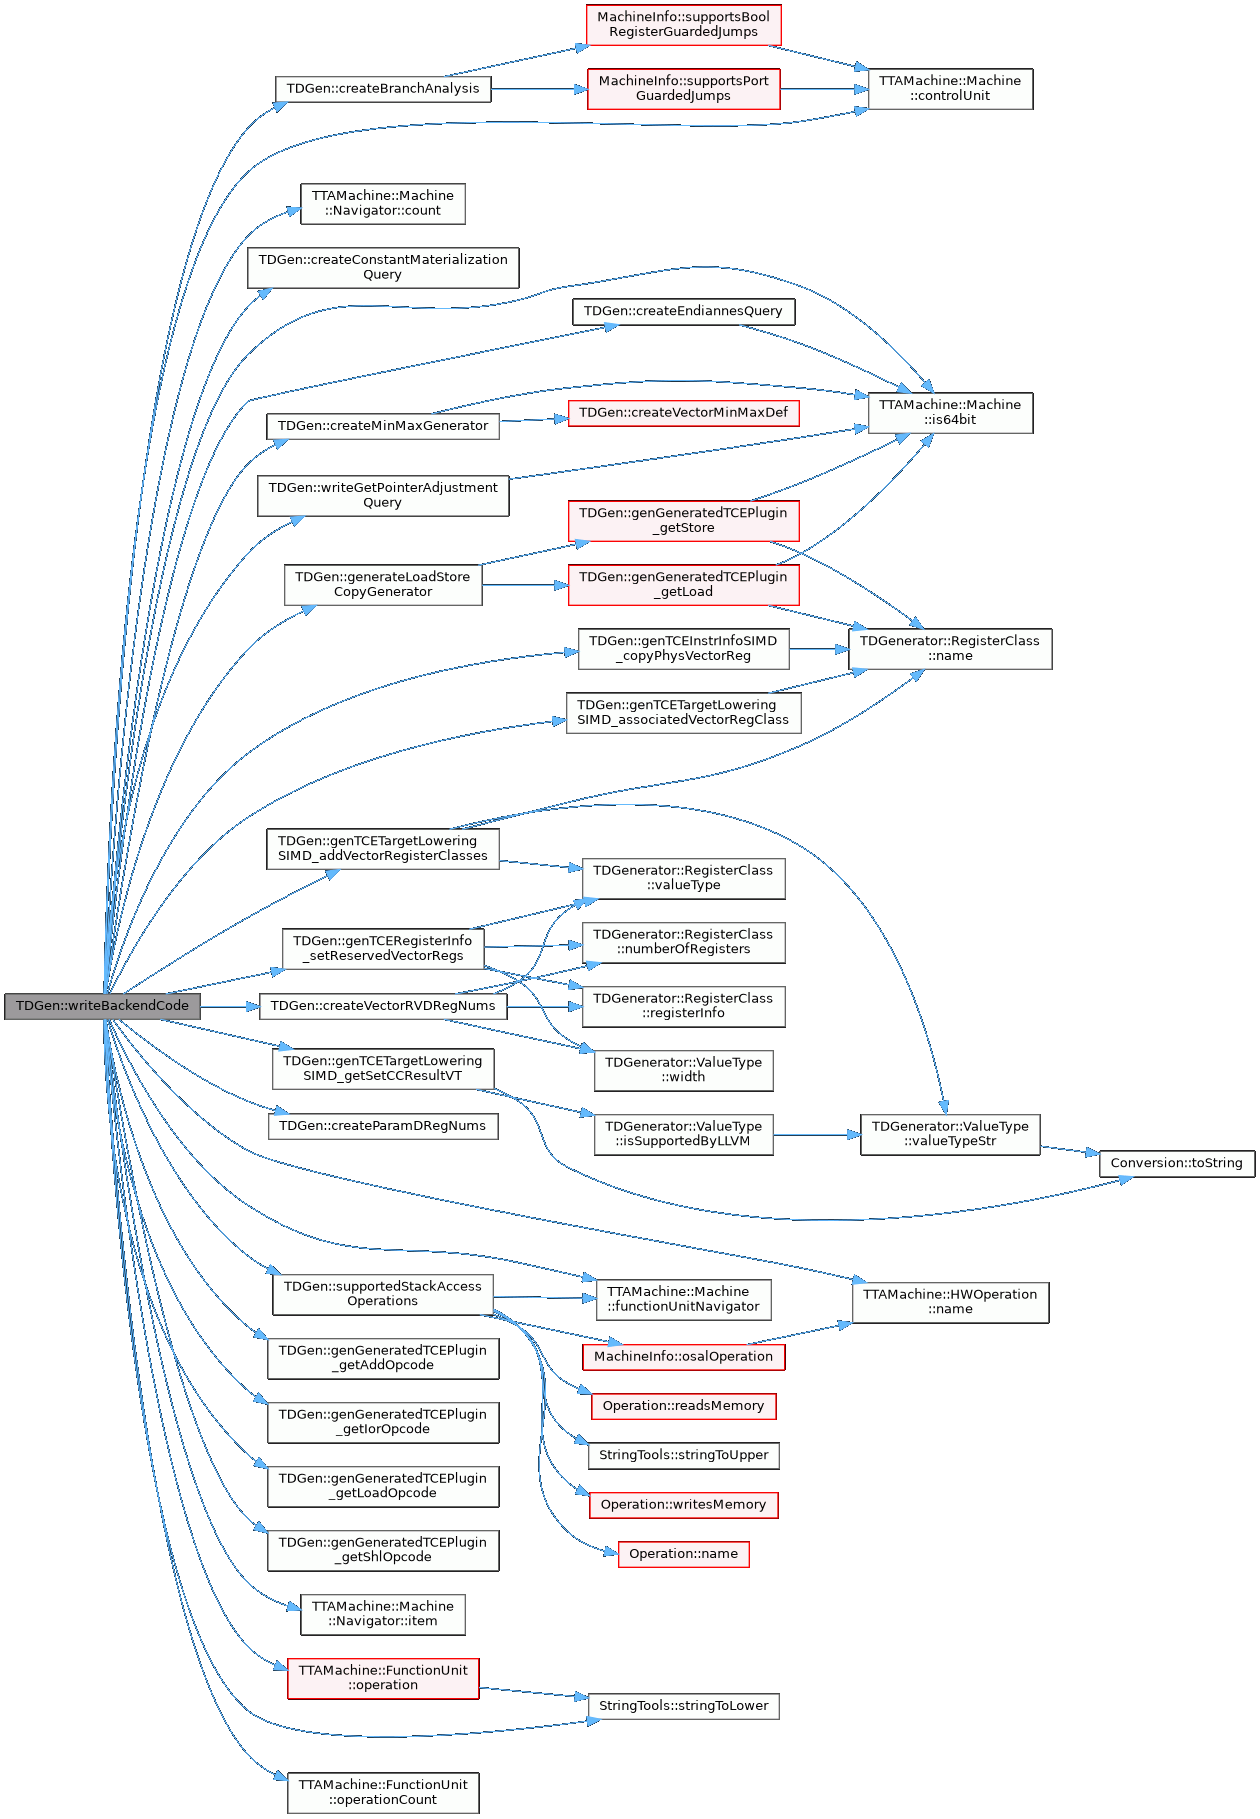 MachineInfo::supportsBool
RegisterGuardedJumps
TDGen::createBranchAnalysis
MachineInfo::supportsPort
GuardedJumps
TTAMachine::Machine
::controlUnit
TTAMachine::Machine
::Navigator::count
TDGen::createConstantMaterialization
Query
TDGen::createEndiannesQuery
TDGen::createMinMaxGenerator
TDGen::createVectorMinMaxDef
TTAMachine::Machine
::is64bit
TDGen::writeGetPointerAdjustment
Query
TDGen::genGeneratedTCEPlugin
_getStore
TDGen::generateLoadStore
CopyGenerator
TDGen::genGeneratedTCEPlugin
_getLoad
TDGen::genTCEInstrInfoSIMD
_copyPhysVectorReg
TDGenerator::RegisterClass
::name
TDGen::genTCETargetLowering
SIMD_associatedVectorRegClass
TDGen::genTCETargetLowering
SIMD_addVectorRegisterClasses
TDGenerator::RegisterClass
::valueType
TDGen::genTCERegisterInfo
_setReservedVectorRegs
TDGenerator::RegisterClass
::numberOfRegisters
TDGen::writeBackendCode
TDGen::createVectorRVDRegNums
TDGenerator::RegisterClass
::registerInfo
TDGen::genTCETargetLowering
SIMD_getSetCCResultVT
TDGenerator::ValueType
::width
TDGen::createParamDRegNums
TDGenerator::ValueType
::isSupportedByLLVM
TDGenerator::ValueType
::valueTypeStr
Conversion::toString
TDGen::supportedStackAccess
Operations
TTAMachine::Machine
::functionUnitNavigator
TTAMachine::HWOperation
::name
TDGen::genGeneratedTCEPlugin
_getAddOpcode
MachineInfo::osalOperation
TDGen::genGeneratedTCEPlugin
_getIorOpcode
Operation::readsMemory
StringTools::stringToUpper
TDGen::genGeneratedTCEPlugin
_getLoadOpcode
Operation::writesMemory
TDGen::genGeneratedTCEPlugin
_getShlOpcode
Operation::name
TTAMachine::Machine
::Navigator::item
TTAMachine::FunctionUnit
::operation
StringTools::stringToLower
TTAMachine::FunctionUnit
::operationCount